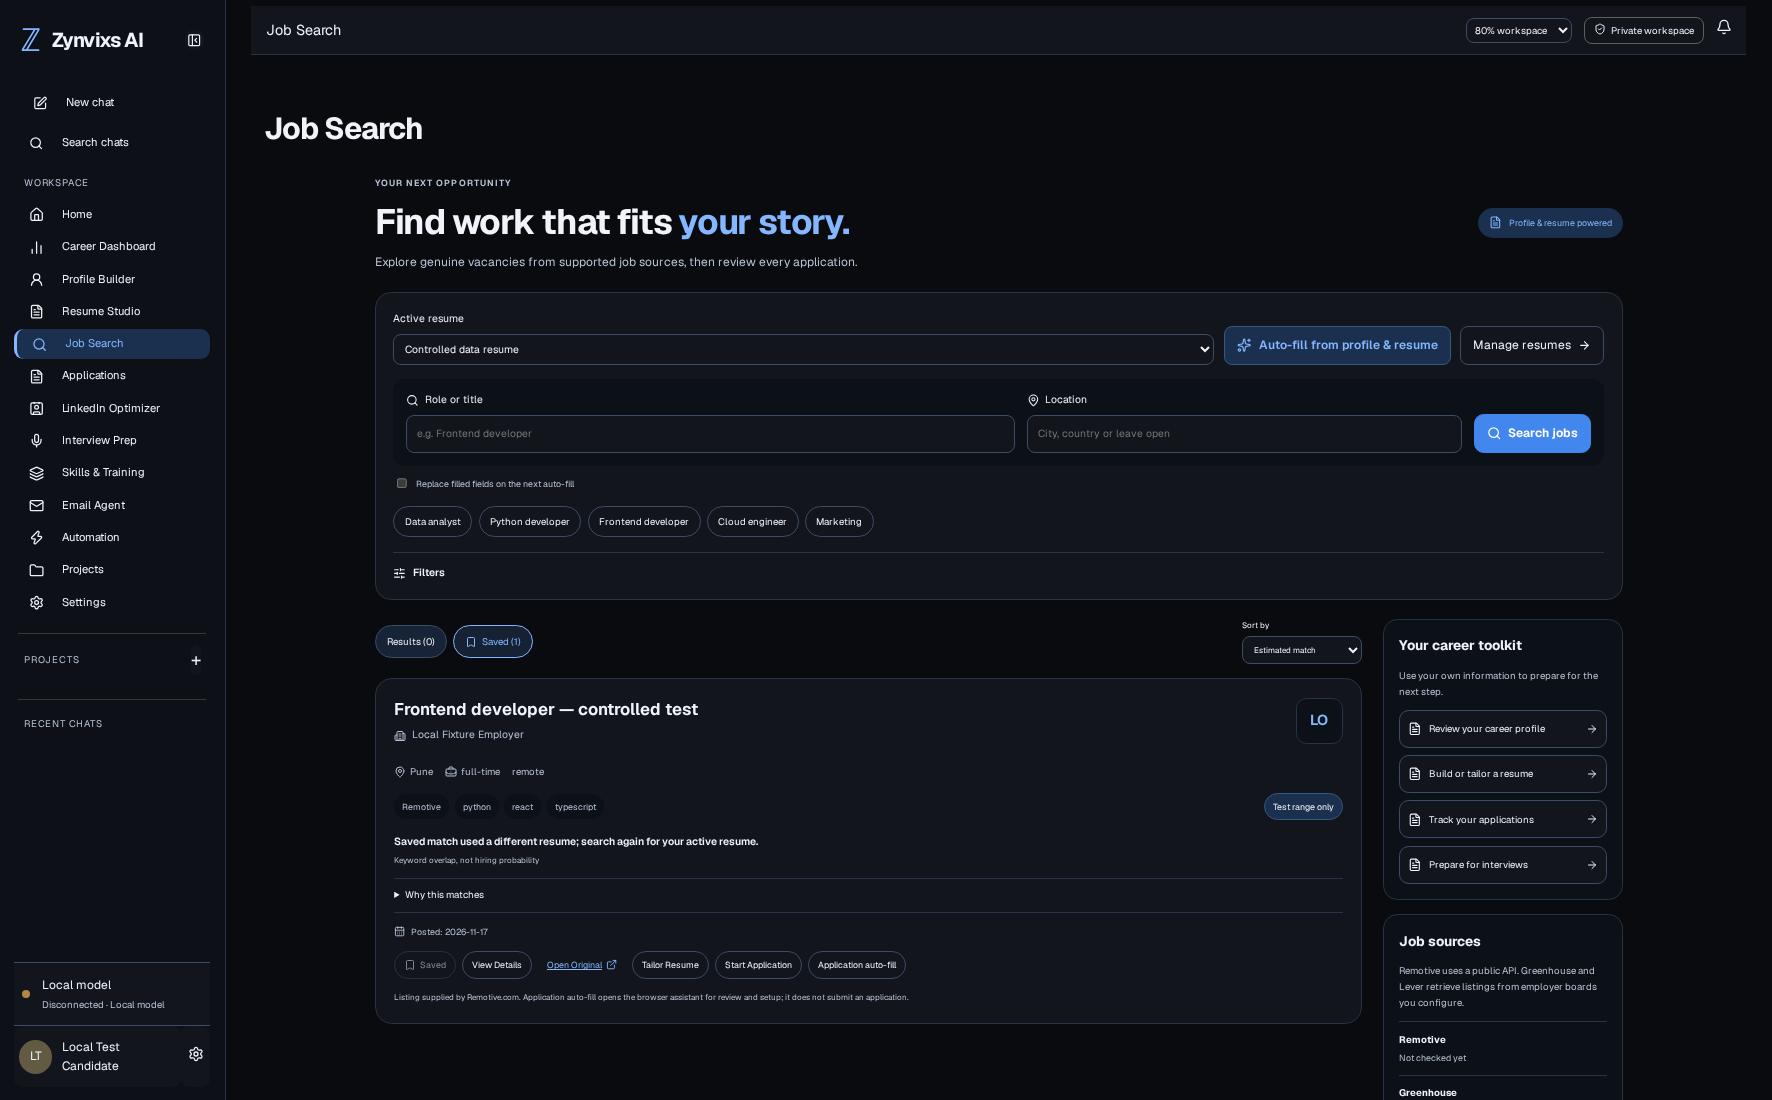 Zynvixs AI
New chat
Search chats
WORKSPACE
Home
Career Dashboard
Profile Builder
Resume Studio
Job Search
Applications
LinkedIn Optimizer
Interview Prep
Skills & Training
Email Agent
Automation
Projects
Settings
PROJECTS
+
RECENT CHATS
Local model
Disconnected · Local model
LT
Local Test
Candidate
Job Search
80% workspace
Private workspace
Job Search
YOUR NEXT OPPORTUNITY
Find work that fits your story.
Profile & resume powered
Explore genuine vacancies from supported job sources, then review every application.
Active resume
Controlled data resume
Auto-fill from profile & resume
Manage resumes
Role or title
Location
e.g. Frontend developer
City, country or leave open
Search jobs
Replace filled fields on the next auto-fill
Data analyst
Python developer
Frontend developer
Cloud engineer
Marketing
Filters
Results (0)
Saved (1)
Sort by
Estimated match
Frontend developer — controlled test
Local Fixture Employer
LO
Pune
full-time
remote
Remotive
python
react
typescript
Test range only
Saved match used a different resume; search again for your active resume.
Keyword overlap, not hiring probability
Why this matches
Posted: 2026-11-17
Saved
View Details
Open Original
Tailor Resume
Start Application
Application auto-fill
Listing supplied by Remotive.com. Application auto-fill opens the browser assistant for review and setup; it does not submit an application.
Your career toolkit
Use your own information to prepare for the
next step.
Review your career profile
Build or tailor a resume
Track your applications
Prepare for interviews
Job sources
Remotive uses a public API. Greenhouse and
Lever retrieve listings from employer boards
you configure.
Remotive
Not checked yet
Greenhouse